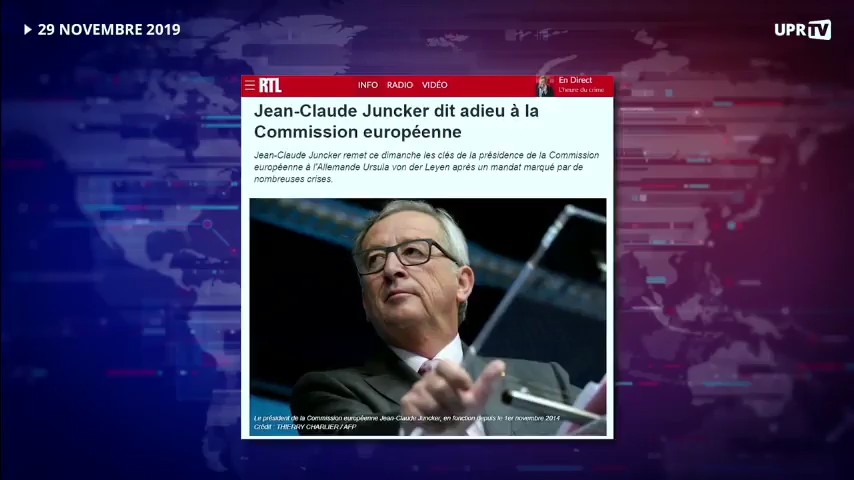 29 NOVEMBRE 2019
UPR TV
RTL
INFO RADIO VIDÉO
En Direct
L'heure du crime
Jean-Claude Juncker dit adieu à la
Commission européenne
Jean-Claude Juncker remet ce dimanche les clés de la présidence de la Commission
européenne à l'Allemande Ursula von der Leyen après un mandat marqué par de
nombreuses crises.
Le président de la Commission européenne Jean-Claude Juncker, en fonction depuis le 1er novembre 2014
Crédit : THIERRY CHARLIER / AFP